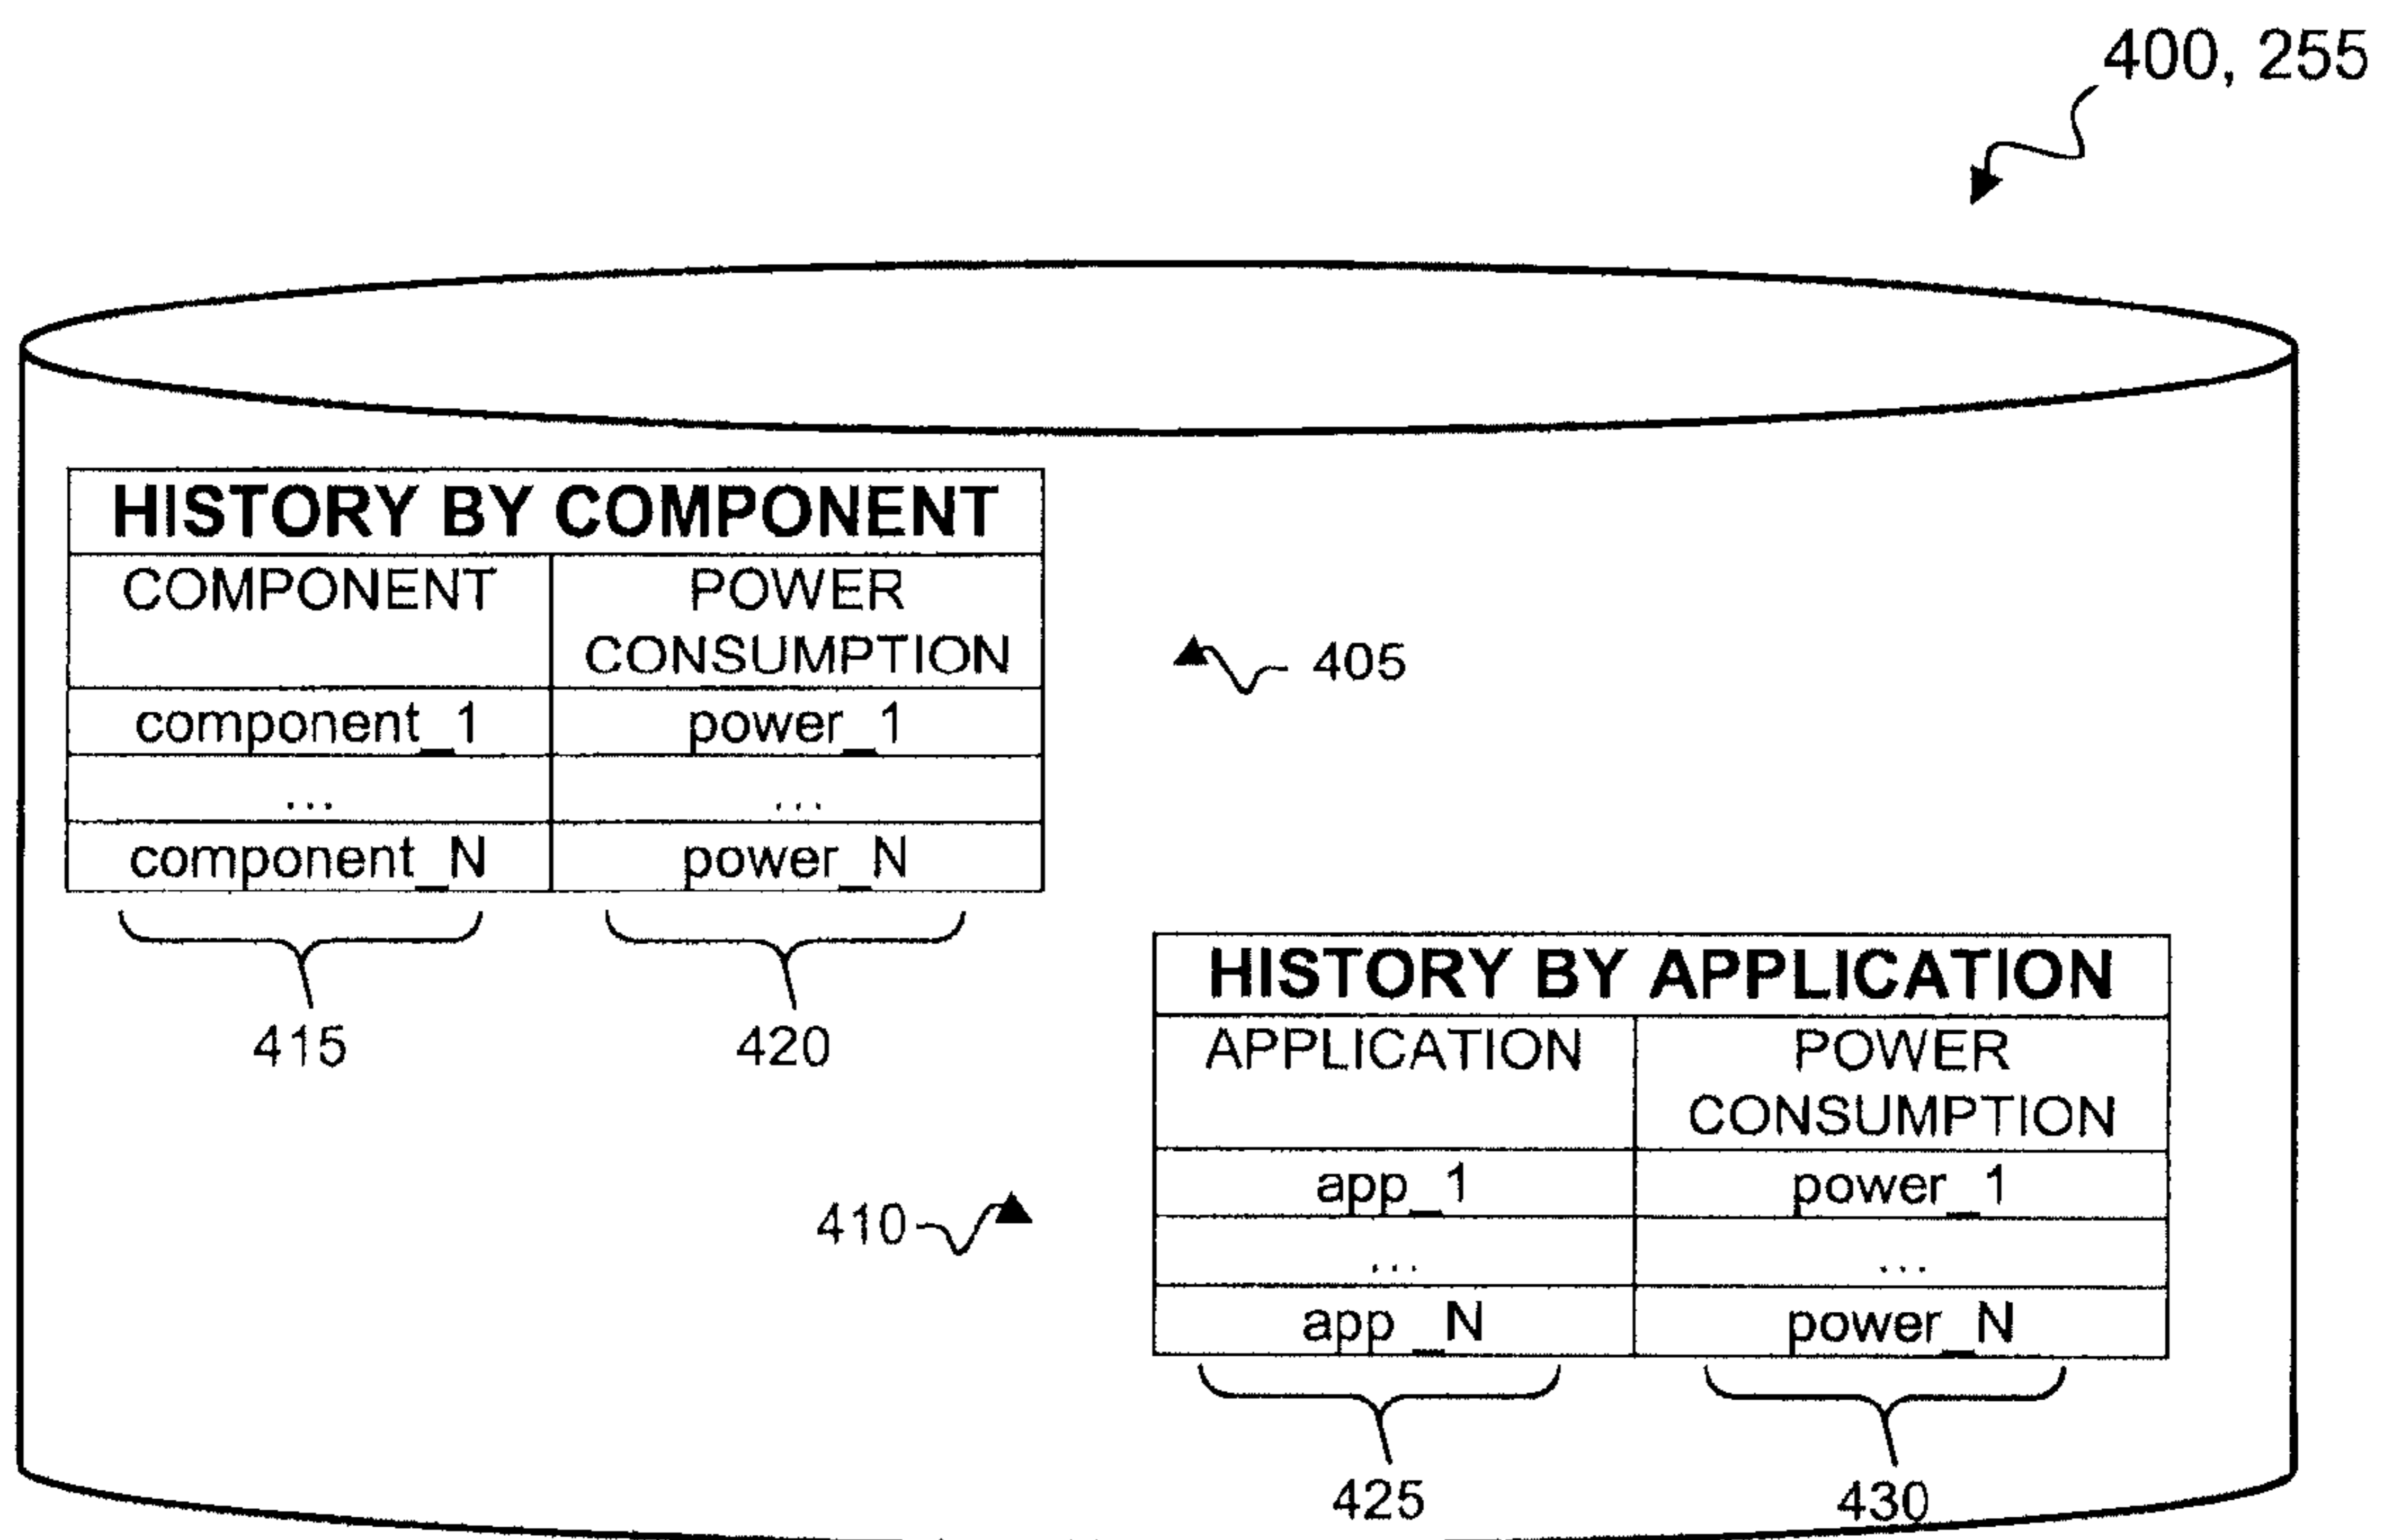 400, 255
HISTORY BY COMPONENT
COMPONENT POWER
CONSUMPTION
405
component_1 power_1
... ...
component_N power_N
415 420
HISTORY BY APPLICATION
APPLICATION POWER
CONSUMPTION
410
app_1 power_1
... ...
app_N power_N
425 430